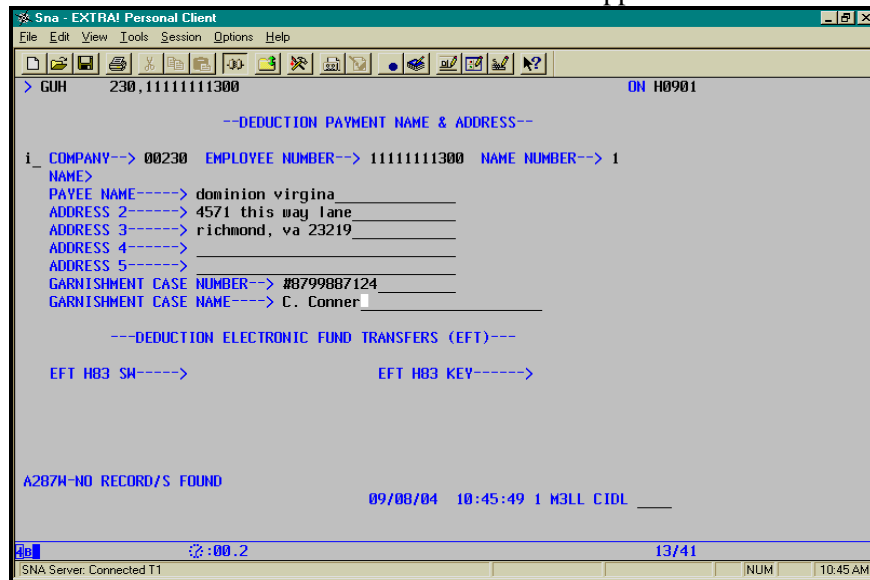 Sna - EXTRA! Personal Client
File Edit View Tools Session Options Help
> GUH 230,11111111300 ON H0901
--DEDUCTION PAYMENT NAME & ADDRESS--
i_ COMPANY--> 00230 EMPLOYEE NUMBER--> 11111111300 NAME NUMBER--> 1
NAME>
PAYEE NAME-----> dominion virgina
ADDRESS 2------> 4571 this way lane
ADDRESS 3------> richmond, va 23219
ADDRESS 4------>
ADDRESS 5------>
GARNISHMENT CASE NUMBER--> #8799887124
GARNISHMENT CASE NAME----> C. Conner
---DEDUCTION ELECTRONIC FUND TRANSFERS (EFT)---
EFT H83 SW-----> EFT H83 KEY------>
A287W-NO RECORD/S FOUND
09/08/04 10:45:49 1 M3LL CIDL ____
:00.2 13/41
SNA Server: Connected T1 NUM 10:45 AM